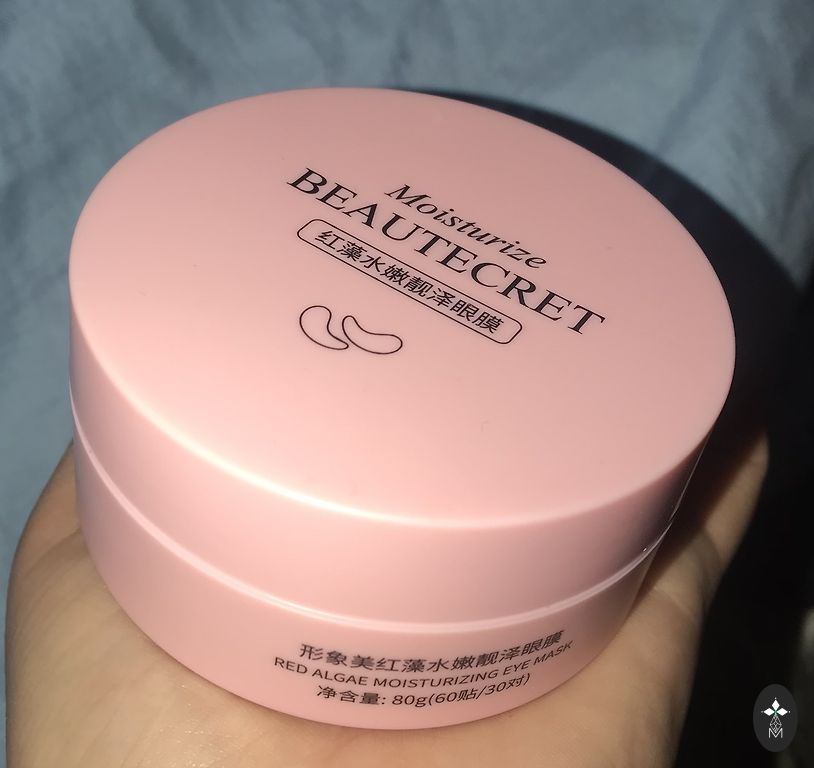 Moisturize
BEAUTECRET
红藻水嫩靓泽眼膜
形象美红藻水嫩靓泽眼膜
RED ALGAE MOISTURIZING EYE MASK
净含量: 80g(60贴/30对)
M